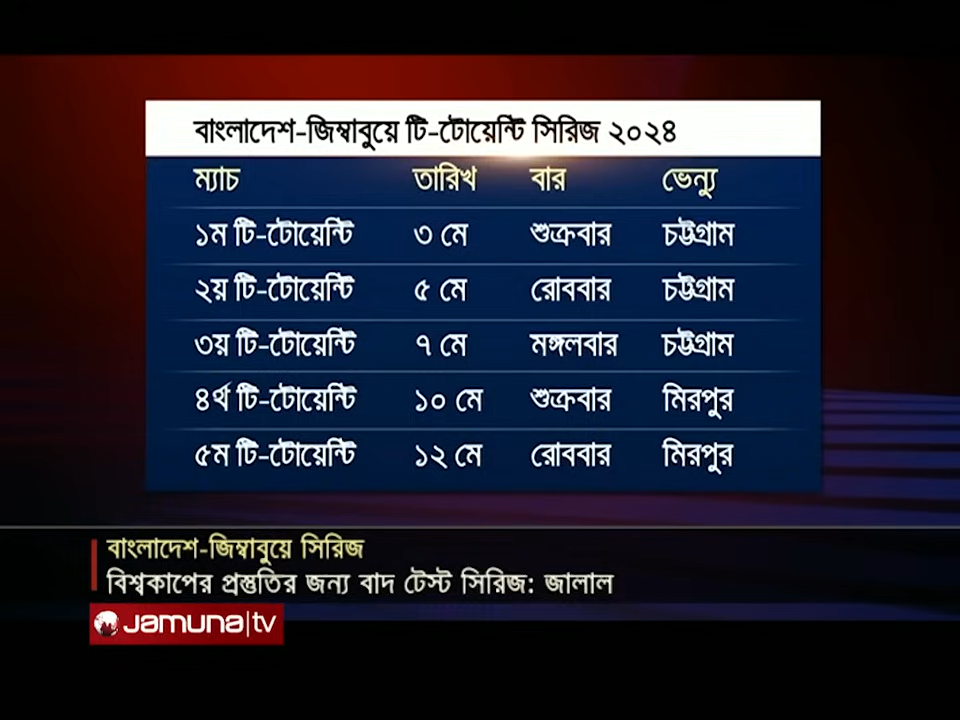 বাংলাদেশ-জিম্বাবুয়ে টি-টোয়েন্টি সিরিজ ২০২৪
ম্যাচ তারিখ বার ভেন্যু
১ম টি-টোয়েন্টি ৩ মে শুক্রবার চট্টগ্রাম
২য় টি-টোয়েন্টি ৫ মে রোববার চট্টগ্রাম
৩য় টি-টোয়েন্টি ৭ মে মঙ্গলবার চট্টগ্রাম
৪র্থ টি-টোয়েন্টি ১০ মে শুক্রবার মিরপুর
৫ম টি-টোয়েন্টি ১২ মে রোববার মিরপুর
বাংলাদেশ-জিম্বাবুয়ে সিরিজ
বিশ্বকাপের প্রস্তুতির জন্য বাদ টেস্ট সিরিজ: জালাল
Jamuna|tv